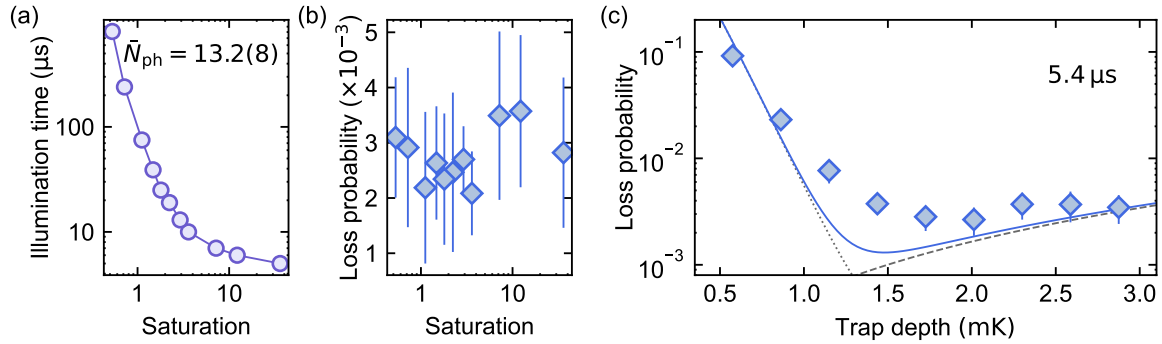 (a)
N̄ph = 13.2(8)
Illumination time (μs)
100
10
1
10
Saturation
(b)
Loss probability (×10⁻³)
5
4
3
2
1
1
10
Saturation
(c)
5.4 μs
Loss probability
10⁻¹
10⁻²
10⁻³
0.5
1.0
1.5
2.0
2.5
3.0
Trap depth (mK)